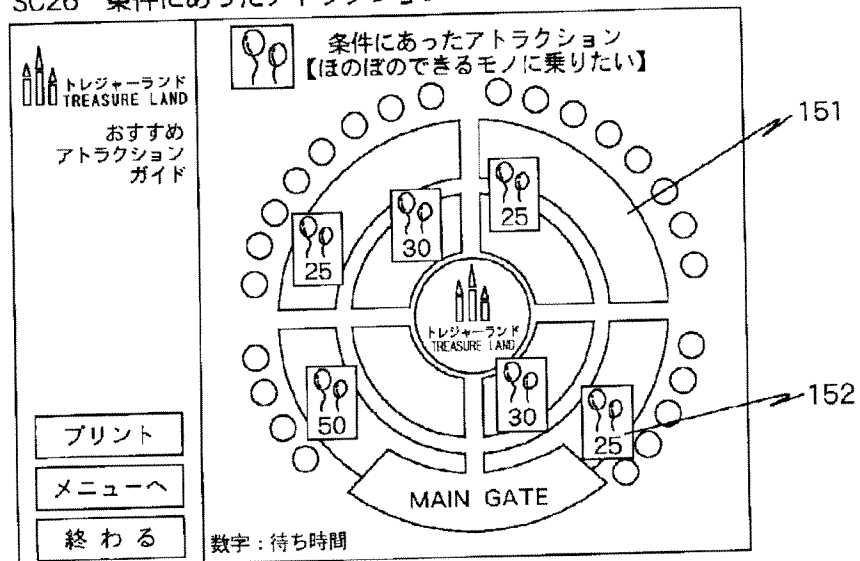 SC26 条件にあったアトラクション
トレジャーランド
TREASURE LAND
おすすめ
アトラクション
ガイド
条件にあったアトラクション
【ほのぼのできるモノに乗りたい】
151
25
30
25
トレジャーランド
TREASURE LAND
50
30
25
152
MAIN GATE
プリント
メニューへ
終わる
数字：待ち時間